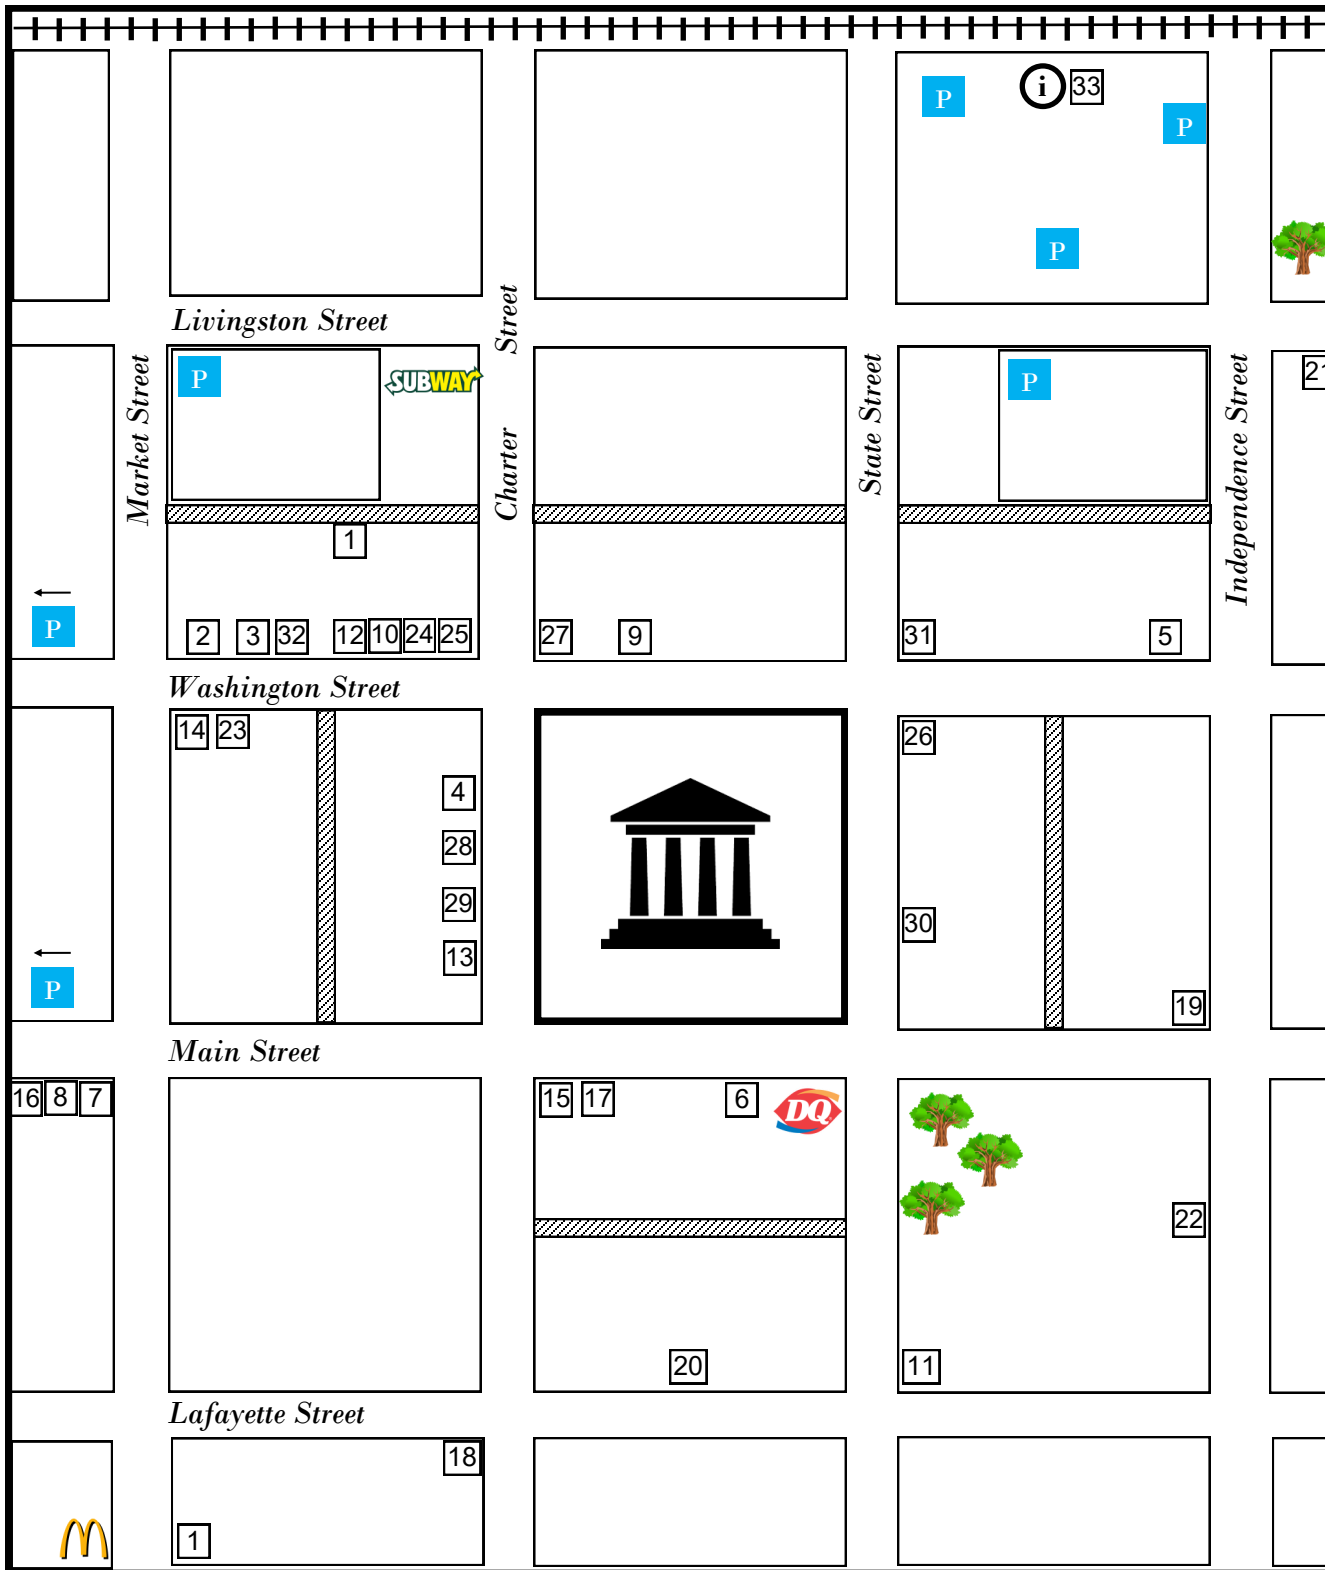 P
i
33
P
P
Livingston Street
Charter Street
Market Street
State Street
Independence Street
P
SUBWAY
P
21
1
P
2
3
32
12
10
24
25
27
9
31
5
Washington Street
14
23
4
28
29
13
26
30
19
P
Main Street
16
8
7
15
17
6
DQ
22
20
11
Lafayette Street
18
1